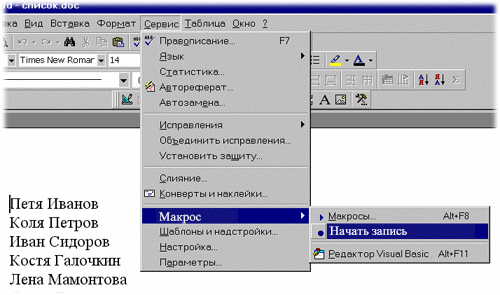 d - список.doc
вка Вид Вставка Формат Сервис Таблица Окно ?
Times New Romar 14
Правописание... F7
Язык
Статистика...
Автореферат...
Автозамена...
Исправления
Объединить исправления...
Установить защиту...
Слияние...
Конверты и наклейки...
Макрос
Шаблоны и надстройки...
Настройка...
Параметры...
Макросы... Alt+F8
Начать запись
Редактор Visual Basic Alt+F11
Петя Иванов
Коля Петров
Иван Сидоров
Костя Галочкин
Лена Мамонтова